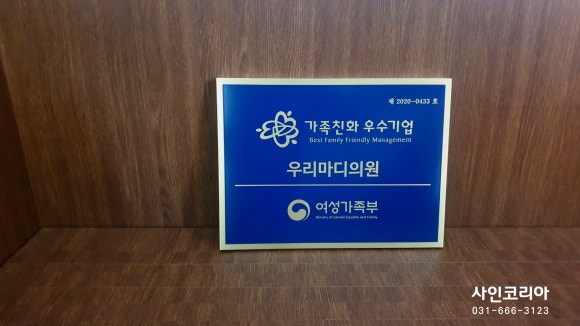 제 2020-0433 호
가족친화 우수기업
Best Family Friendly Management
우리마디의원
여성가족부
Ministry of Gender Equality and Family
사인코리아
031-666-3123